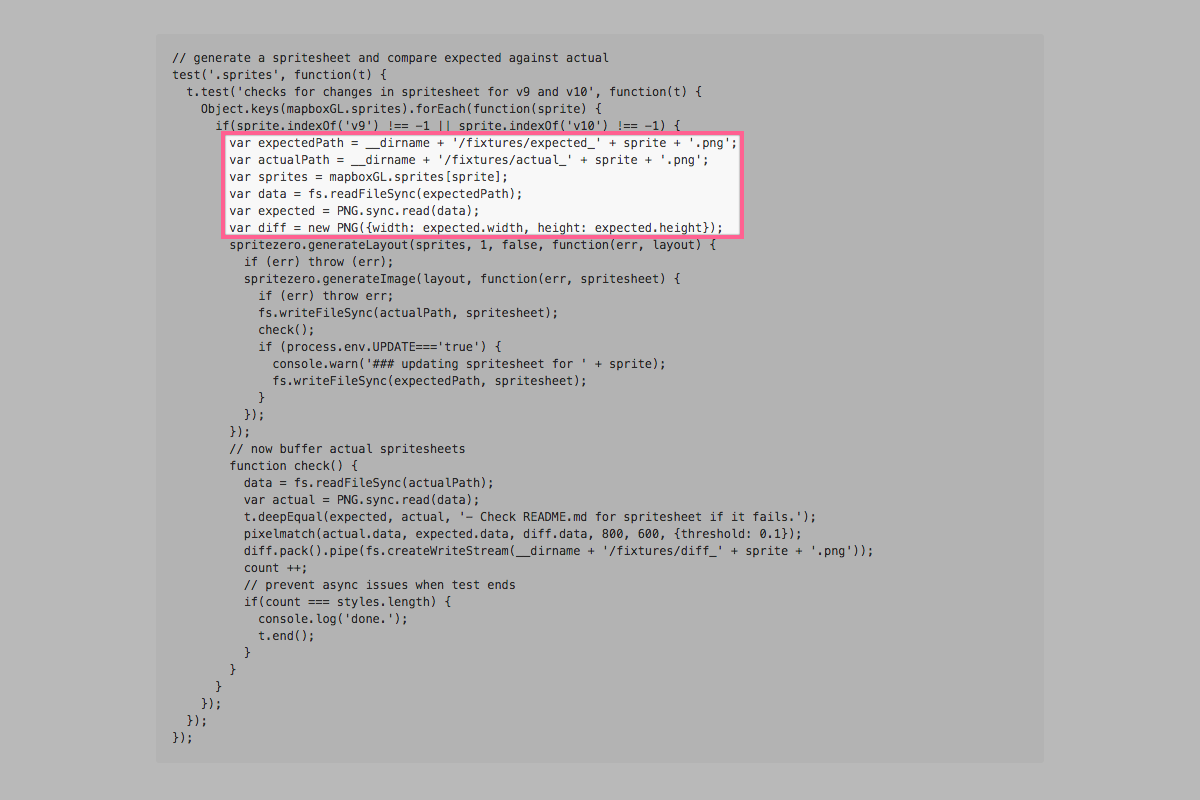 // generate a spritesheet and compare expected against actual
test('.sprites', function(t) {
  t.test('checks for changes in spritesheet for v9 and v10', function(t) {
    Object.keys(mapboxGL.sprites).forEach(function(sprite) {
      if(sprite.indexOf('v9') !== -1 || sprite.indexOf('v10') !== -1) {
        var expectedPath = __dirname + '/fixtures/expected_' + sprite + '.png';
        var actualPath = __dirname + '/fixtures/actual_' + sprite + '.png';
        var sprites = mapboxGL.sprites[sprite];
        var data = fs.readFileSync(expectedPath);
        var expected = PNG.sync.read(data);
        var diff = new PNG({width: expected.width, height: expected.height});
        spritezero.generateLayout(sprites, 1, false, function(err, layout) {
          if (err) throw (err);
          spritezero.generateImage(layout, function(err, spritesheet) {
            if (err) throw err;
            fs.writeFileSync(actualPath, spritesheet);
            check();
            if (process.env.UPDATE==='true') {
              console.warn('### updating spritesheet for ' + sprite);
              fs.writeFileSync(expectedPath, spritesheet);
            }
          });
        });
        // now buffer actual spritesheets
        function check() {
          data = fs.readFileSync(actualPath);
          var actual = PNG.sync.read(data);
          t.deepEqual(expected, actual, '- Check README.md for spritesheet if it fails.');
          pixelmatch(actual.data, expected.data, diff.data, 800, 600, {threshold: 0.1});
          diff.pack().pipe(fs.createWriteStream(__dirname + '/fixtures/diff_' + sprite + '.png'));
          count ++;
          // prevent async issues when test ends
          if(count === styles.length) {
            console.log('done.');
            t.end();
          }
        }
      }
    });
  });
});